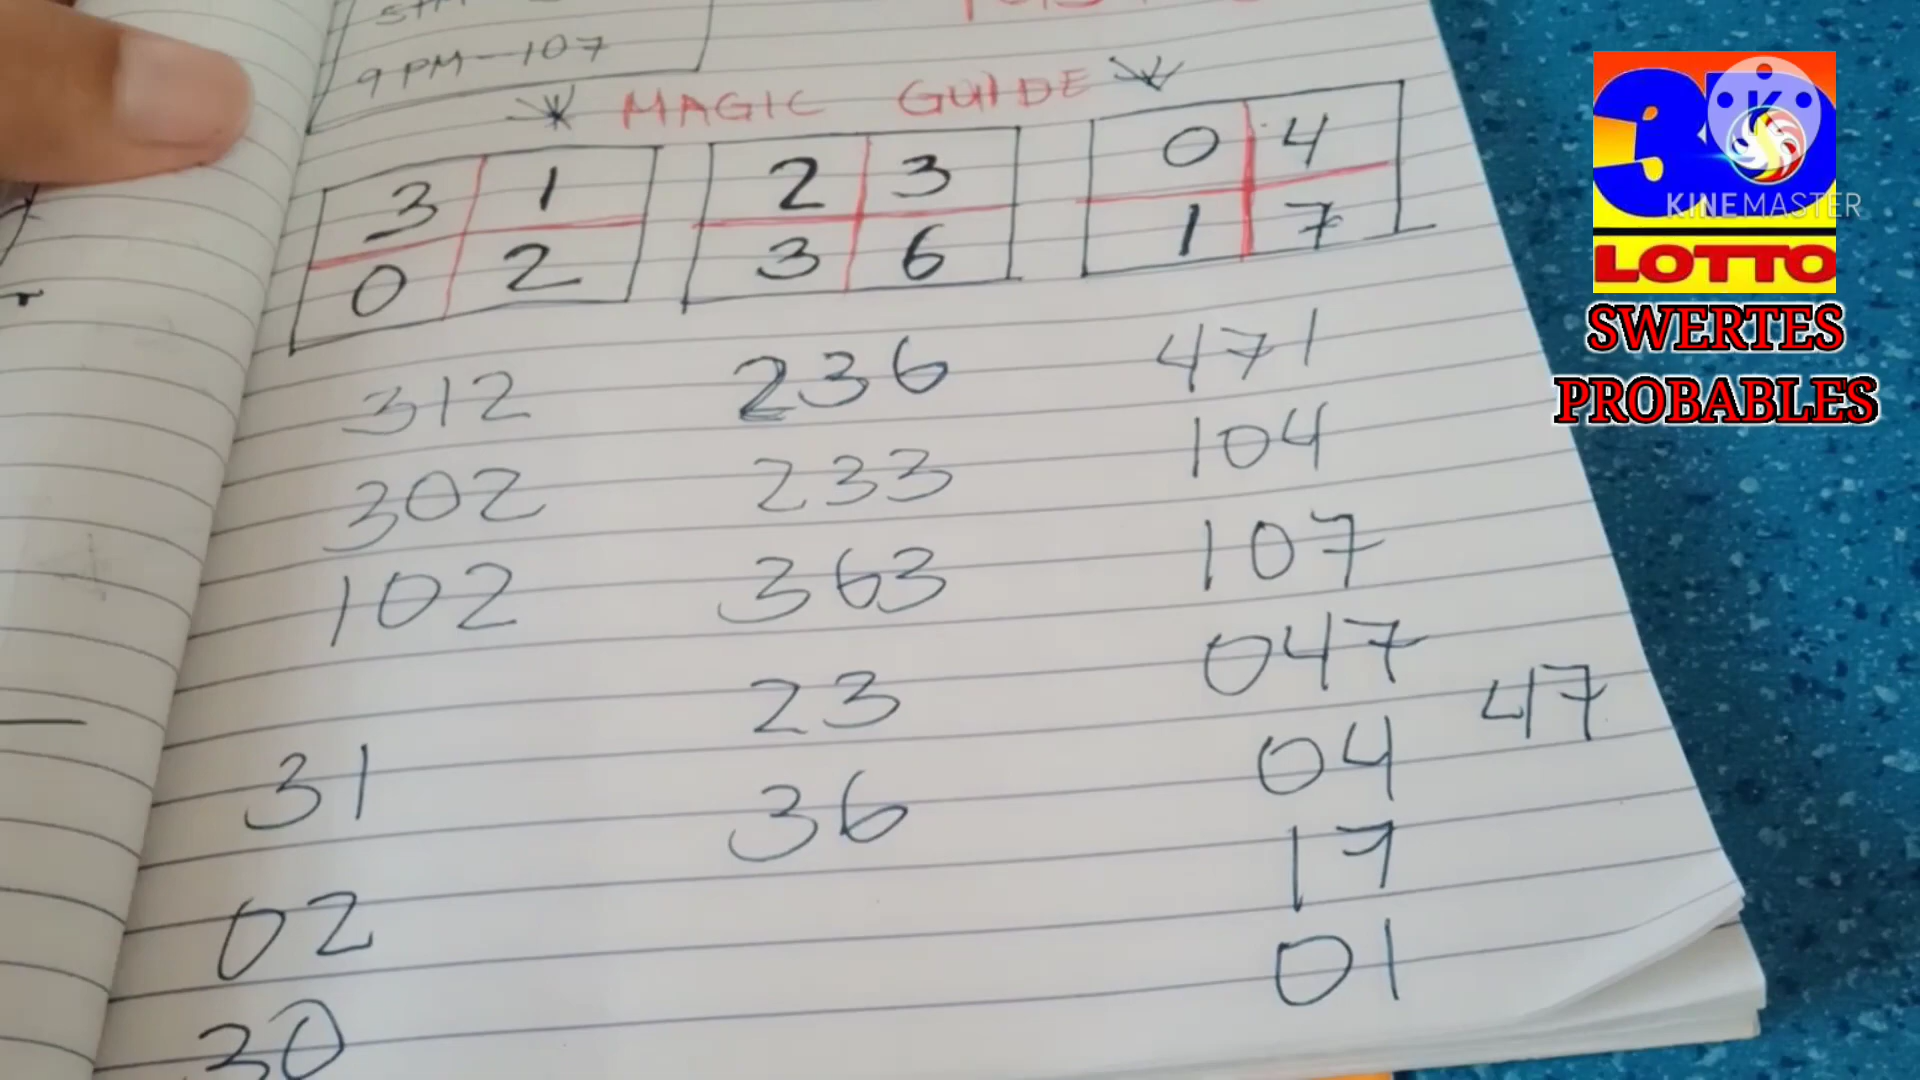 9PM-107
* MAGIC GUIDE *
3 1 2 3 0 4
0 2 3 6 1 7
312 236 471
302 233 104
102 363 107
047
23 47
31 04
36 17
02 01
30
3D
LOTTO
KINEMASTER
SWERTES
PROBABLES